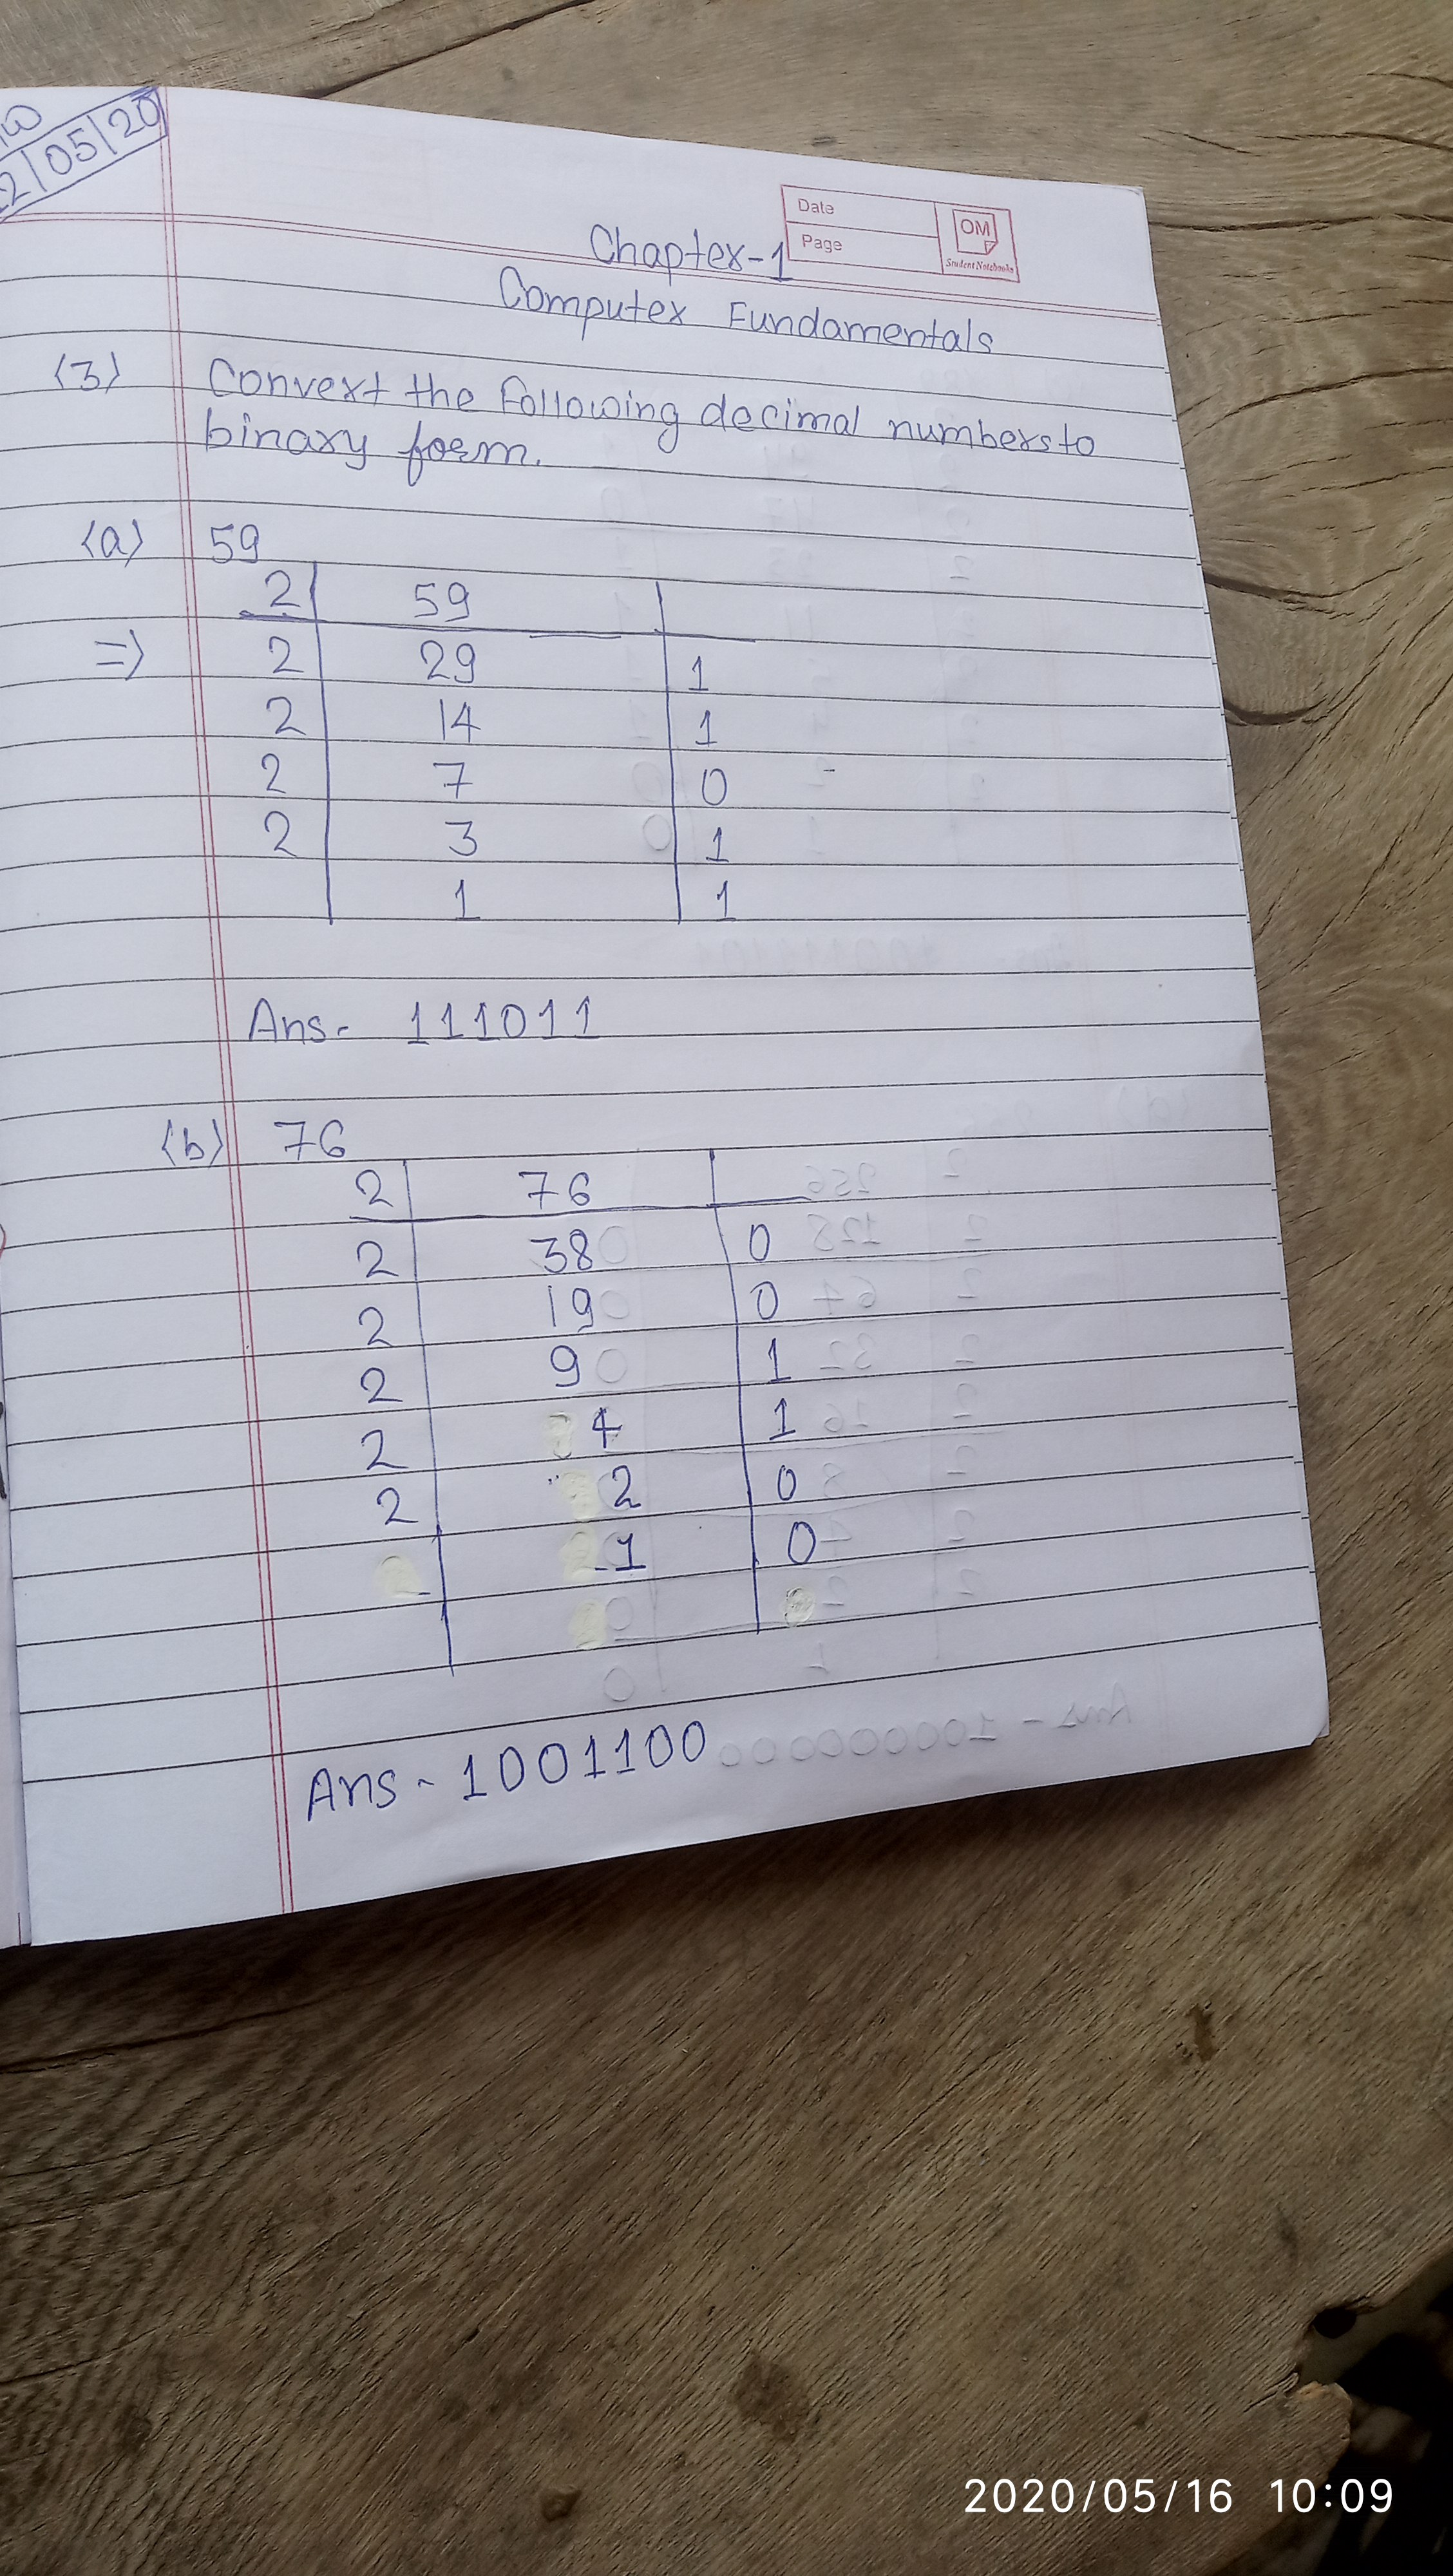 2/05/20
Date
Page
OM
Student Notebooks
Chapter-1
Computer Fundamentals
(3) Convert the Following decimal numbers to
binary form.
(a) 59
2 59
=> 2 29 1
2 14 1
2 7 0
2 3 1
1 1
Ans- 111011
(b) 76
2 76
2 38 0
2 19 0
2 9 1
2 4 1
2 2 0
1 0
Ans - 1001100
2020/05/16 10:09